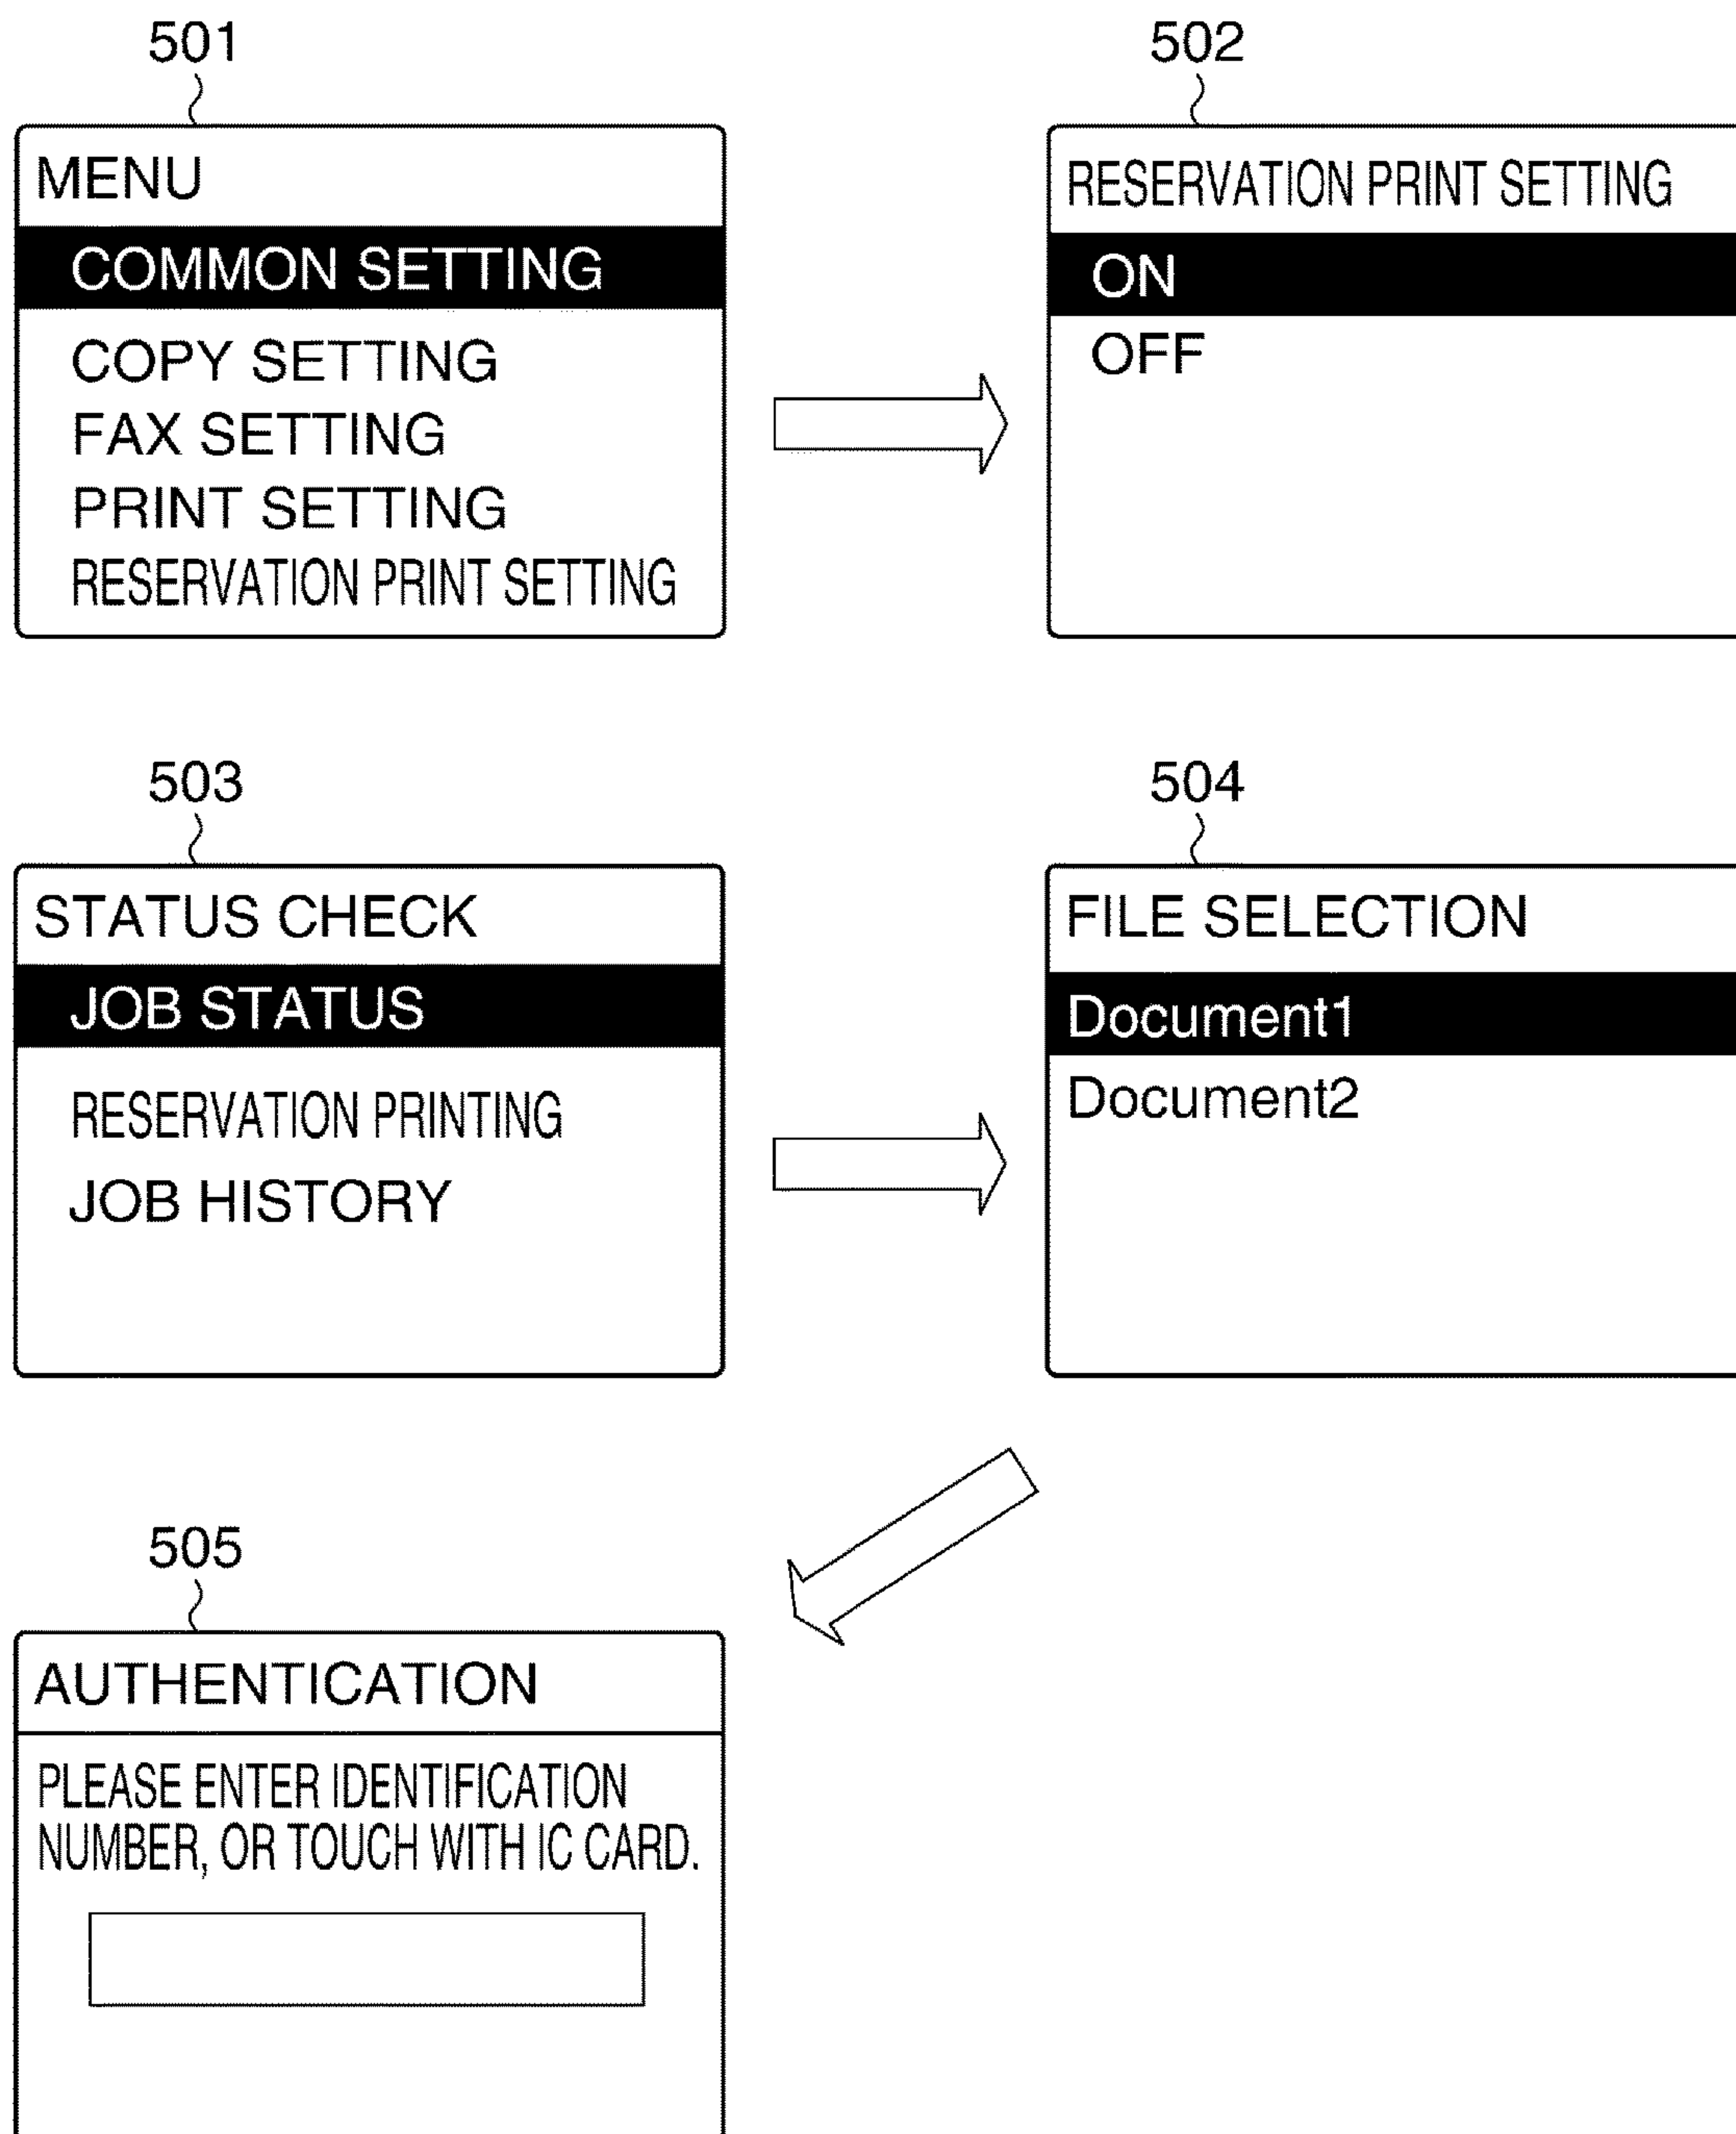 501
MENU
COMMON SETTING
COPY SETTING
FAX SETTING
PRINT SETTING
RESERVATION PRINT SETTING
502
RESERVATION PRINT SETTING
ON
OFF
503
STATUS CHECK
JOB STATUS
RESERVATION PRINTING
JOB HISTORY
504
FILE SELECTION
Document1
Document2
505
AUTHENTICATION
PLEASE ENTER IDENTIFICATION
NUMBER, OR TOUCH WITH IC CARD.